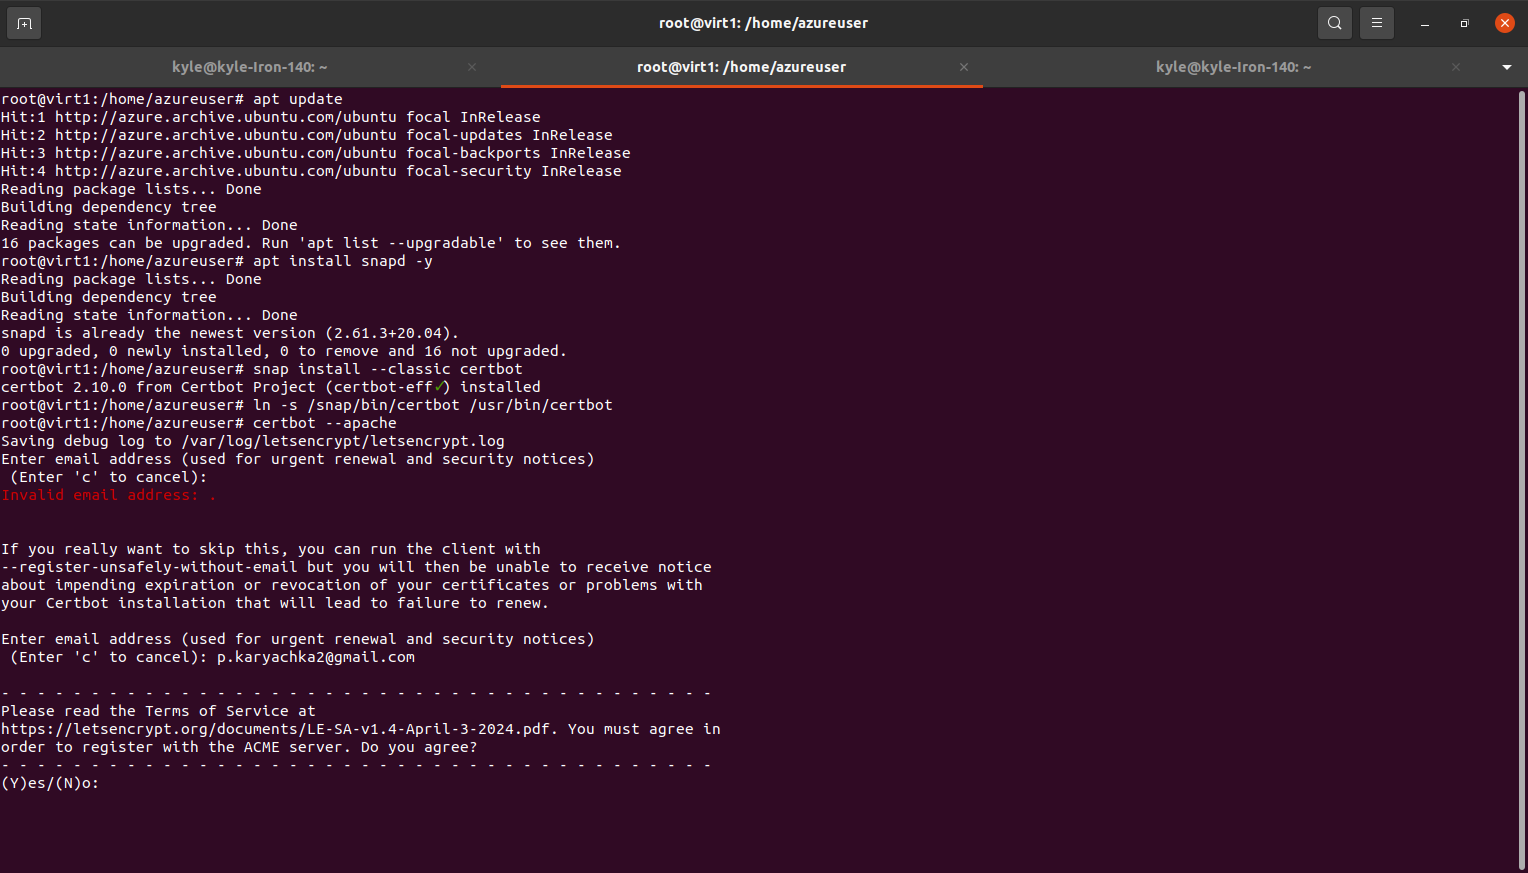 root@virt1: /home/azureuser
kyle@kyle-Iron-140: ~
root@virt1: /home/azureuser
kyle@kyle-Iron-140: ~
root@virt1:/home/azureuser# apt update
Hit:1 http://azure.archive.ubuntu.com/ubuntu focal InRelease
Hit:2 http://azure.archive.ubuntu.com/ubuntu focal-updates InRelease
Hit:3 http://azure.archive.ubuntu.com/ubuntu focal-backports InRelease
Hit:4 http://azure.archive.ubuntu.com/ubuntu focal-security InRelease
Reading package lists... Done
Building dependency tree
Reading state information... Done
16 packages can be upgraded. Run 'apt list --upgradable' to see them.
root@virt1:/home/azureuser# apt install snapd -y
Reading package lists... Done
Building dependency tree
Reading state information... Done
snapd is already the newest version (2.61.3+20.04).
0 upgraded, 0 newly installed, 0 to remove and 16 not upgraded.
root@virt1:/home/azureuser# snap install --classic certbot
certbot 2.10.0 from Certbot Project (certbot-eff✓) installed
root@virt1:/home/azureuser# ln -s /snap/bin/certbot /usr/bin/certbot
root@virt1:/home/azureuser# certbot --apache
Saving debug log to /var/log/letsencrypt/letsencrypt.log
Enter email address (used for urgent renewal and security notices)
 (Enter 'c' to cancel):
Invalid email address: .
If you really want to skip this, you can run the client with
--register-unsafely-without-email but you will then be unable to receive notice
about impending expiration or revocation of your certificates or problems with
your Certbot installation that will lead to failure to renew.
Enter email address (used for urgent renewal and security notices)
 (Enter 'c' to cancel): p.karyachka2@gmail.com
- - - - - - - - - - - - - - - - - - - - - - - - - - - - - - - - - - - - - - - -
Please read the Terms of Service at
https://letsencrypt.org/documents/LE-SA-v1.4-April-3-2024.pdf. You must agree in
order to register with the ACME server. Do you agree?
- - - - - - - - - - - - - - - - - - - - - - - - - - - - - - - - - - - - - - - -
(Y)es/(N)o: